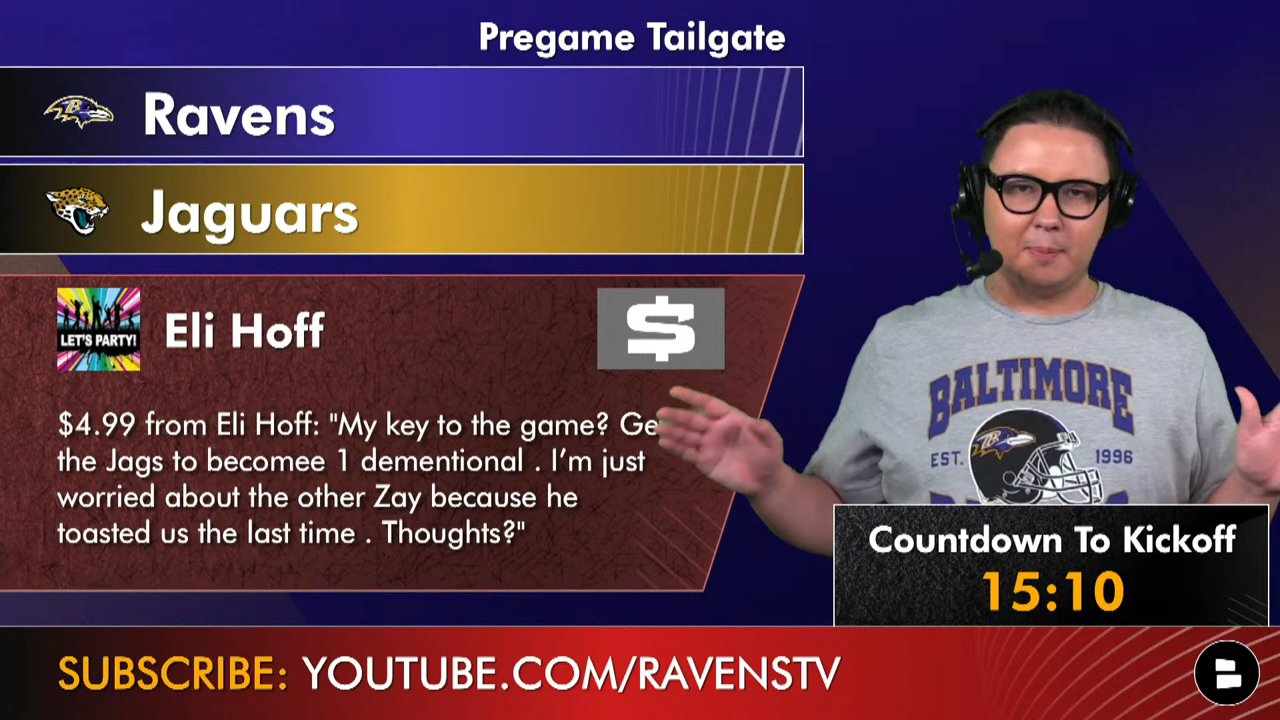 Pregame Tailgate
Ravens
Jaguars
LET'S PARTY!
Eli Hoff
$
$4.99 from Eli Hoff: "My key to the game? Ge
the Jags to becomee 1 dementional . I'm just
worried about the other Zay because he
toasted us the last time . Thoughts?"
BALTIMORE
EST. 1996
Countdown To Kickoff
15:10
SUBSCRIBE: YOUTUBE.COM/RAVENSTV